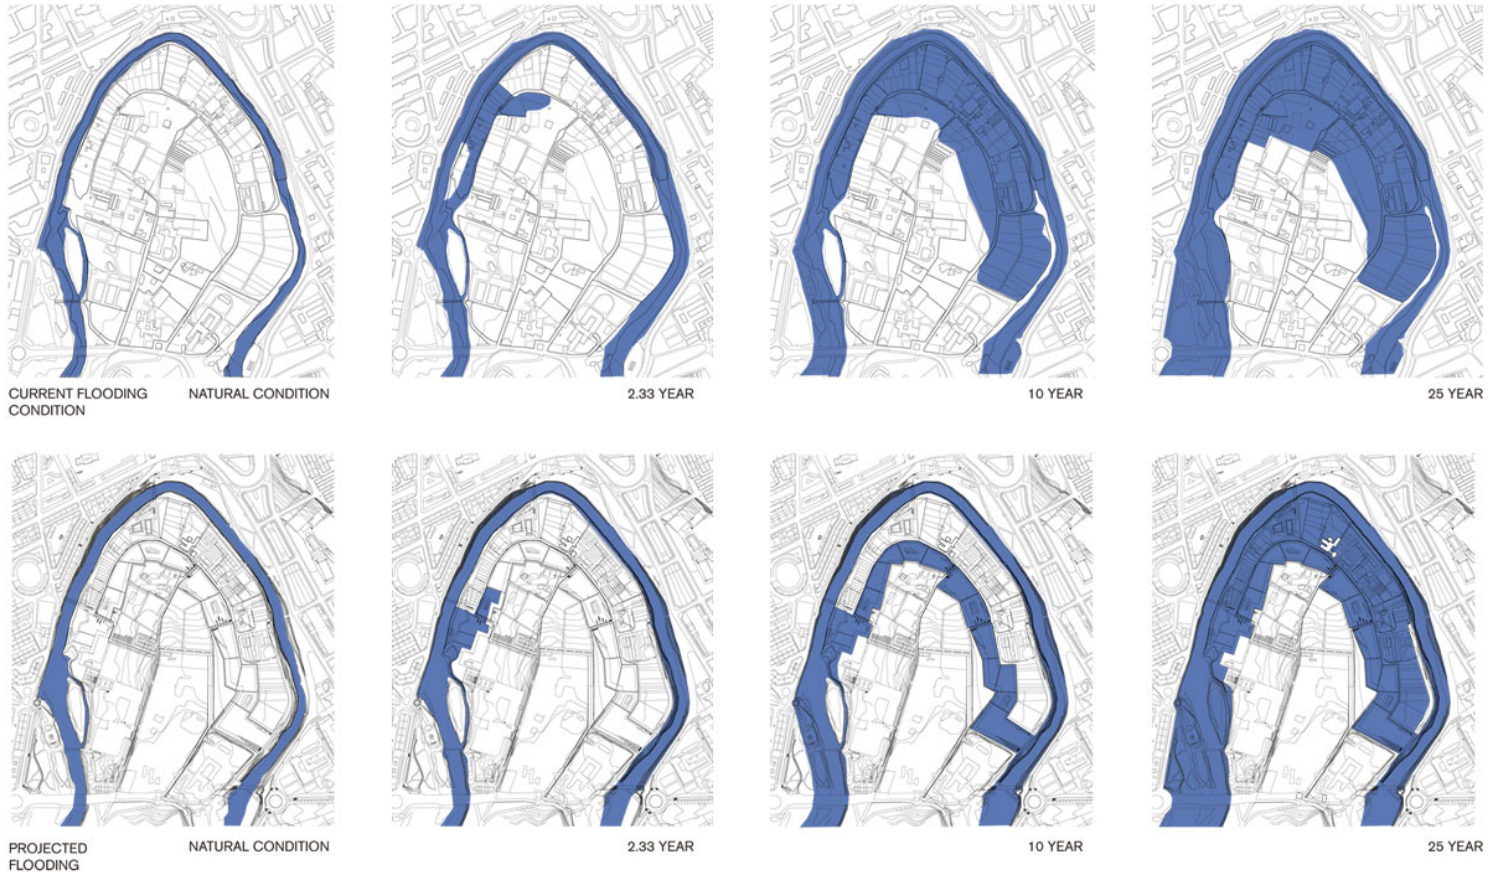 CURRENT FLOODING
CONDITION
NATURAL CONDITION
2.33 YEAR
10 YEAR
25 YEAR
PROJECTED
FLOODING
NATURAL CONDITION
2.33 YEAR
10 YEAR
25 YEAR